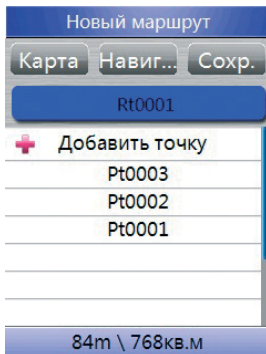 Новый маршрут
Карта Навиг... Сохр.
Rt0001
Добавить точку
Pt0003
Pt0002
Pt0001
84m \ 768кв.м